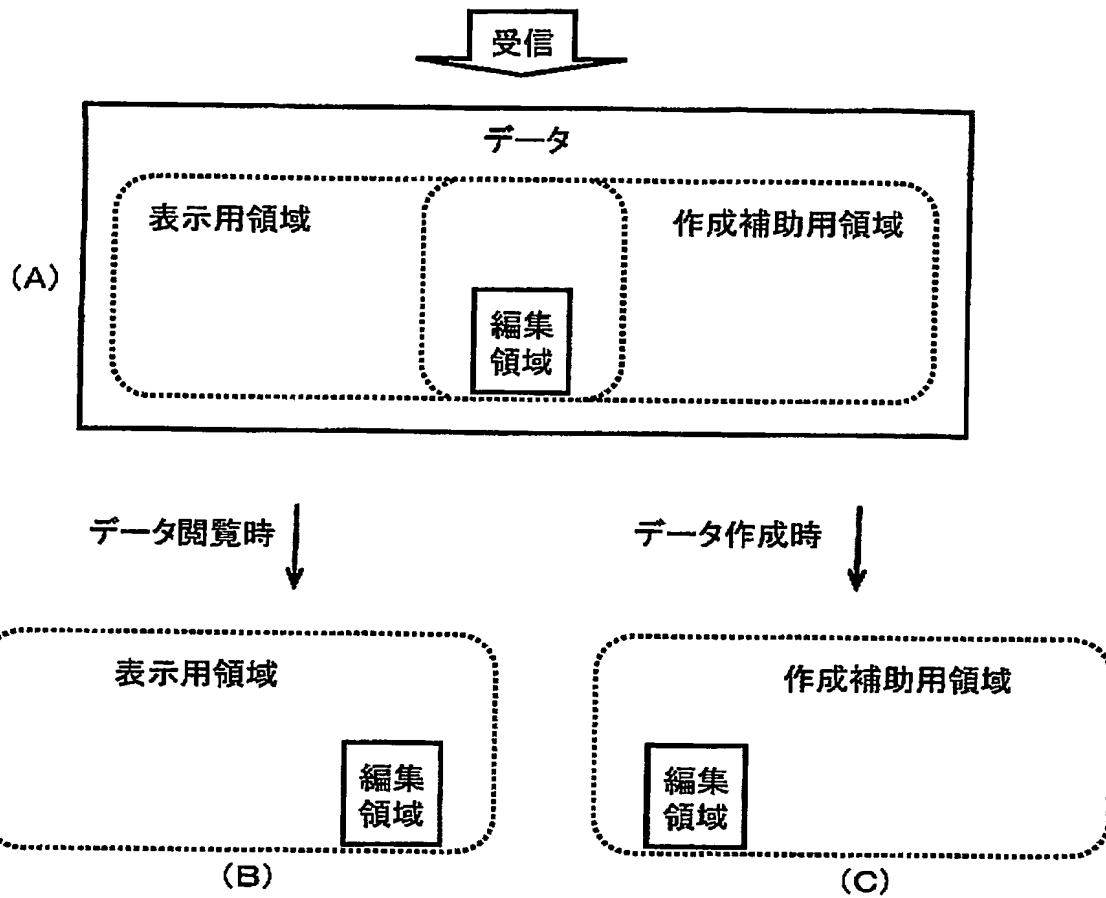 受信
データ
表示用領域
作成補助用領域
(A)
編集
領域
データ閲覧時
データ作成時
表示用領域
作成補助用領域
編集
領域
編集
領域
(B)
(C)